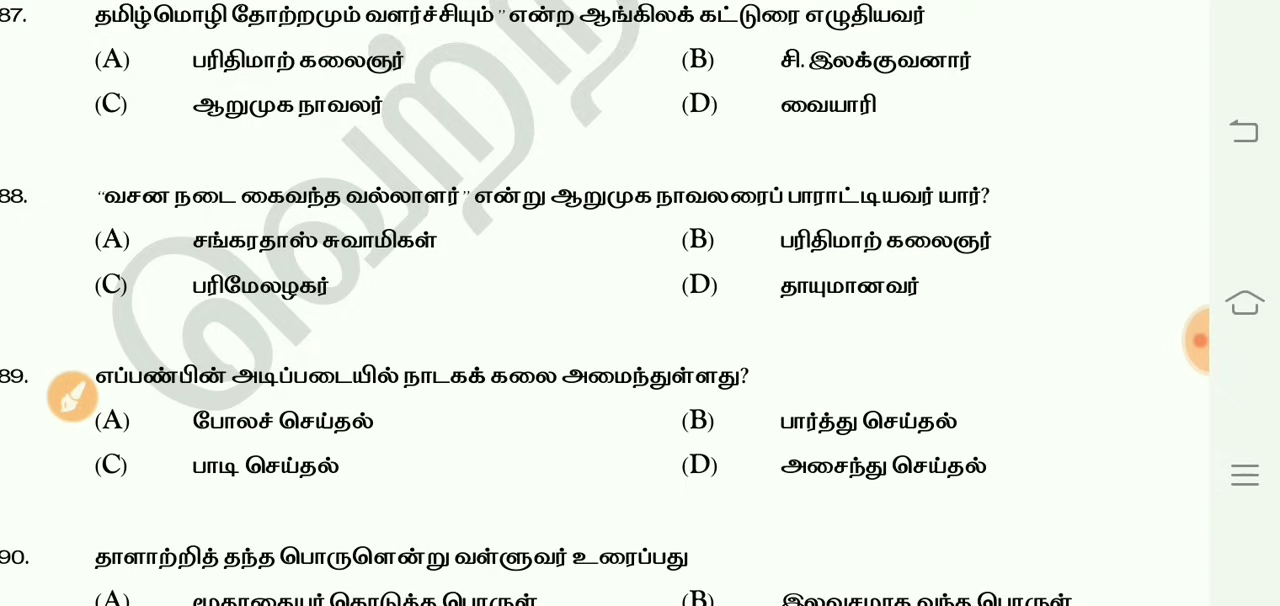 87. தமிழ்மொழி தோற்றமும் வளர்ச்சியும் ” என்ற ஆங்கிலக் கட்டுரை எழுதியவர்
(A) பரிதிமாற் கலைஞர் (B) சி. இலக்குவனார்
(C) ஆறுமுக நாவலர் (D) வையாரி
88. “வசன நடை கைவந்த வல்லாளர்” என்று ஆறுமுக நாவலரைப் பாராட்டியவர் யார்?
(A) சங்கரதாஸ் சுவாமிகள் (B) பரிதிமாற் கலைஞர்
(C) பரிமேலழகர் (D) தாயுமானவர்
89. எப்பண்பின் அடிப்படையில் நாடகக் கலை அமைந்துள்ளது?
(A) போலச் செய்தல் (B) பார்த்து செய்தல்
(C) பாடி செய்தல் (D) அசைந்து செய்தல்
90. தாளாற்றித் தந்த பொருளென்று வள்ளுவர் உரைப்பது
(A) மூதாதையர் கொடுத்த பொருள் (B) இலவசமாக வந்த பொருள்